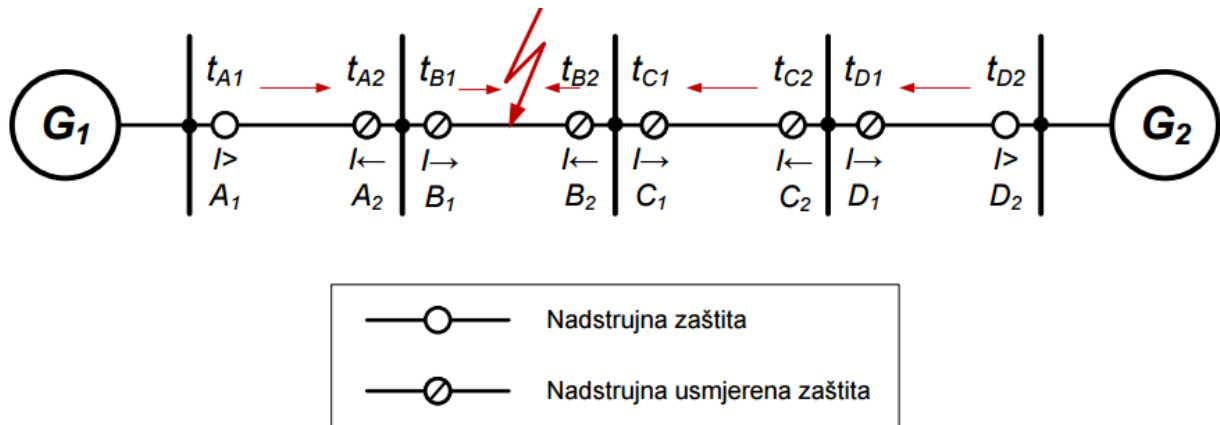 tA1 tA2 tB1 tB2 tC1 tC2 tD1 tD2
G1 G2
I> I← I→ I← I→ I← I→ I>
A1 A2 B1 B2 C1 C2 D1 D2
Nadstrujna zaštita
Nadstrujna usmjerena zaštita